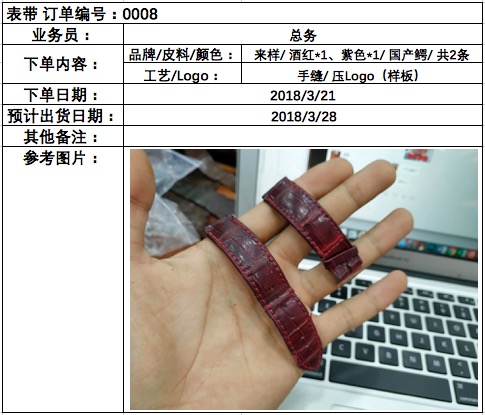 表带 订单编号：0008
业务员： 总务
下单内容： 品牌/皮料/颜色： 来样/ 酒红*1、紫色*1/ 国产鳄/ 共2条
工艺/Logo： 手缝/ 压Logo（样板）
下单日期： 2018/3/21
预计出货日期： 2018/3/28
其他备注：
参考图片：